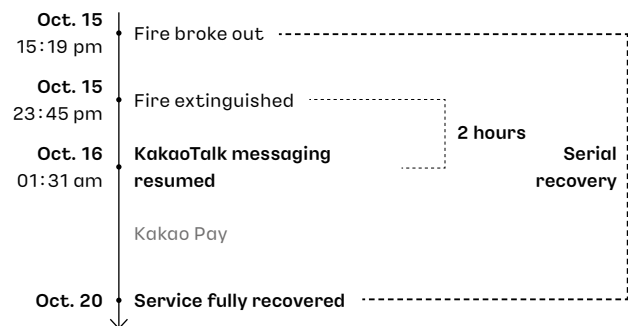 Oct. 15
15:19 pm
Fire broke out
Oct. 15
23:45 pm
Fire extinguished
2 hours
Oct. 16
01:31 am
KakaoTalk messaging
resumed
Serial
recovery
Kakao Pay
Oct. 20
Service fully recovered